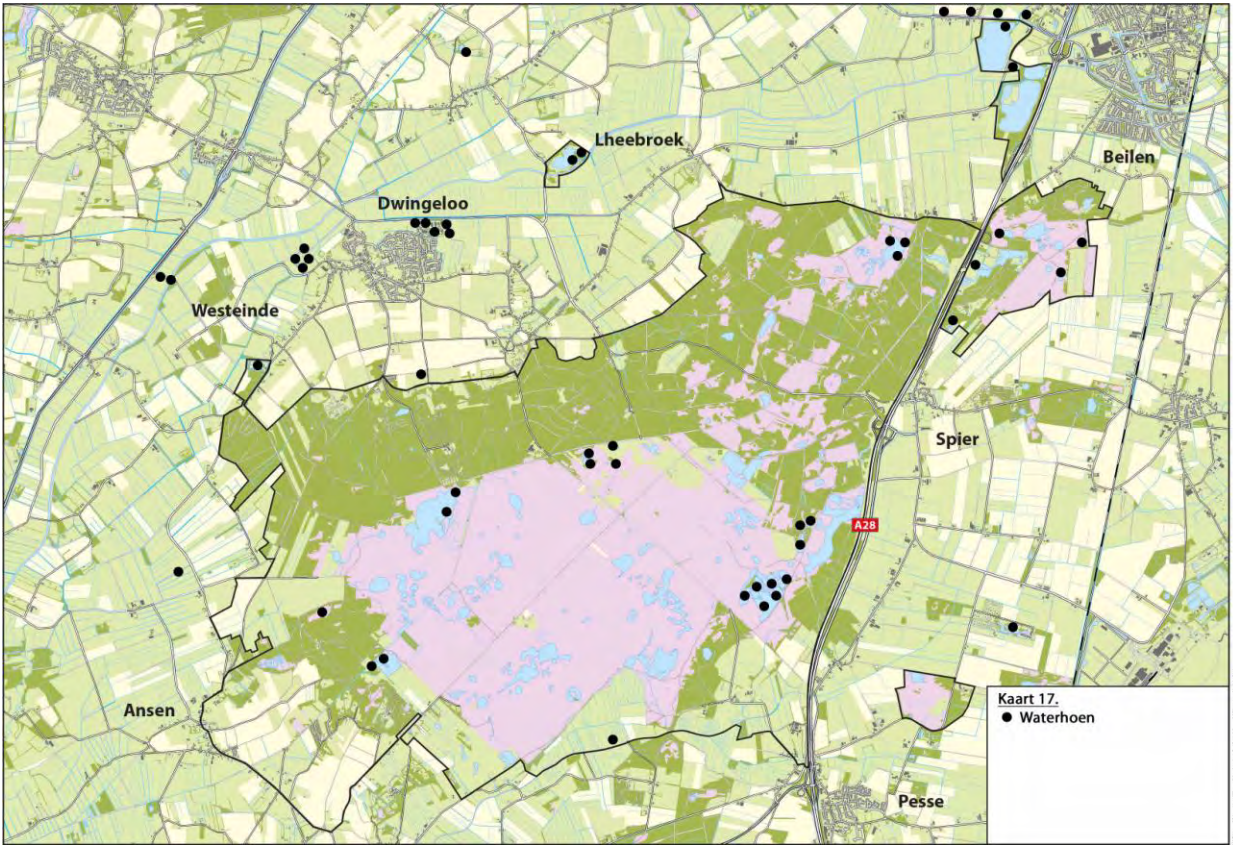 Lheebroek
Beilen
Dwingeloo
Westeinde
Spier
A28
Ansen
Pesse
Kaart 17.
Waterhoen